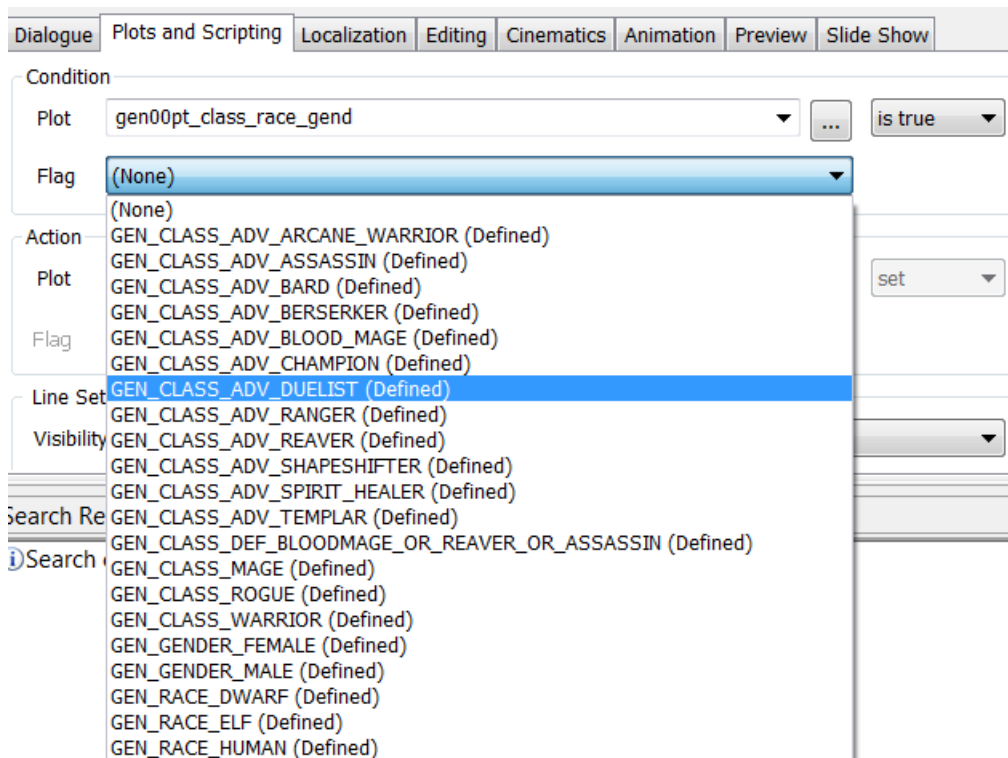 Dialogue Plots and Scripting Localization Editing Cinematics Animation Preview Slide Show
Condition
Plot gen00pt_class_race_gend ... is true
Flag (None)
(None)
GEN_CLASS_ADV_ARCANE_WARRIOR (Defined)
Action
GEN_CLASS_ADV_ASSASSIN (Defined)
Plot set
GEN_CLASS_ADV_BARD (Defined)
GEN_CLASS_ADV_BERSERKER (Defined)
Flag
GEN_CLASS_ADV_BLOOD_MAGE (Defined)
GEN_CLASS_ADV_CHAMPION (Defined)
Line Set
GEN_CLASS_ADV_DUELIST (Defined)
GEN_CLASS_ADV_RANGER (Defined)
Visibility
GEN_CLASS_ADV_REAVER (Defined)
GEN_CLASS_ADV_SHAPESHIFTER (Defined)
GEN_CLASS_ADV_SPIRIT_HEALER (Defined)
Search Re
GEN_CLASS_ADV_TEMPLAR (Defined)
GEN_CLASS_DEF_BLOODMAGE_OR_REAVER_OR_ASSASSIN (Defined)
Search
GEN_CLASS_MAGE (Defined)
GEN_CLASS_ROGUE (Defined)
GEN_CLASS_WARRIOR (Defined)
GEN_GENDER_FEMALE (Defined)
GEN_GENDER_MALE (Defined)
GEN_RACE_DWARF (Defined)
GEN_RACE_ELF (Defined)
GEN_RACE_HUMAN (Defined)